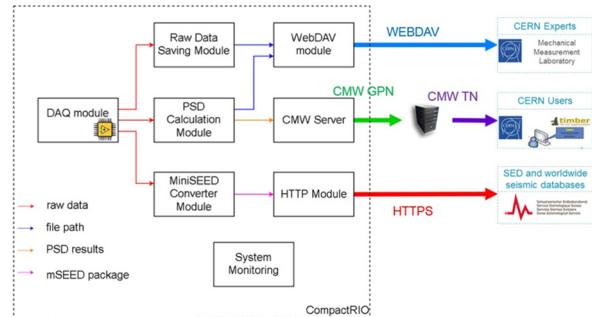 Raw Data
Saving Module
WebDAV
module
WEBDAV
CERN Experts
CERN
Mechanical
Measurement
Laboratory
DAQ module
PSD
Calculation
Module
CMW Server
CMW GPN
CMW TN
CERN Users
CERN
timber
MiniSEED
Converter
Module
HTTP Module
HTTPS
SED and worldwide
seismic databases
raw data
file path
PSD results
mSEED package
System
Monitoring
CompactRIO